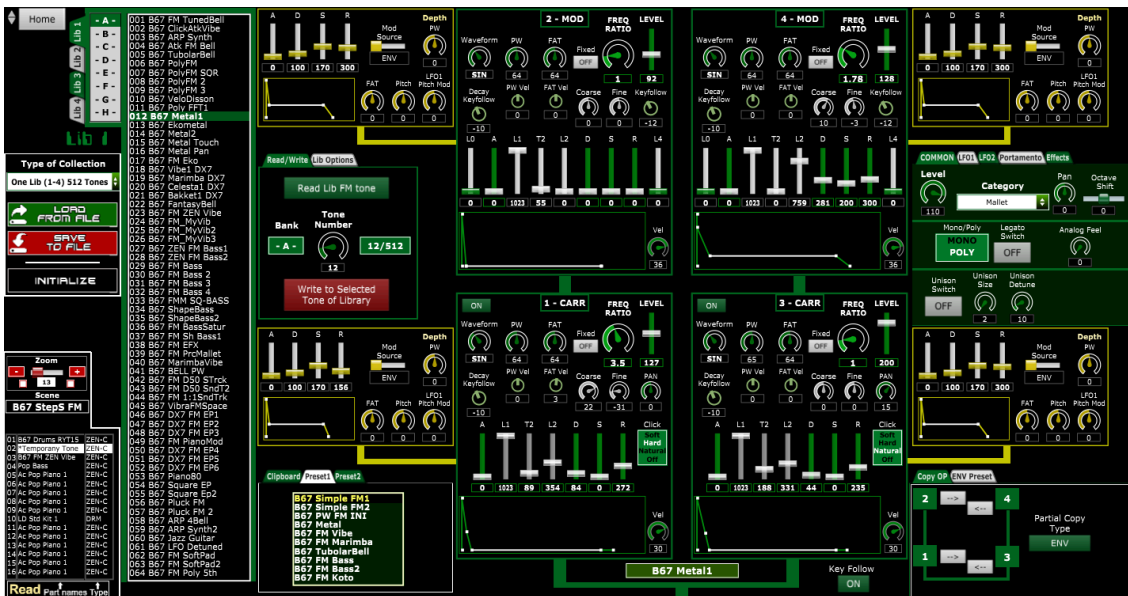 Home
Lib 1
Lib 2
Lib 3
Lib 4
- A -
- B -
- C -
- D -
- E -
- F -
- G -
- H -
Lib 1
Type of Collection
One Lib (1-4) 512 Tones
LOAD
FROM FILE
SAVE
TO FILE
INITIALIZE
Zoom
- +
13
Scene
B67 StepS FM
01 B67 Drums RYT15 ZEN-C
02 *Temporany Tone ZEN-C
03 B67 FM ZEN Vibe ZEN-C
04 Pop Bass ZEN-C
05 Ac Pop Piano 1 ZEN-C
06 Ac Pop Piano 1 ZEN-C
07 Ac Pop Piano 1 ZEN-C
08 Ac Pop Piano 1 ZEN-C
09 Ac Pop Piano 1 ZEN-C
10 LD Std Kit 1 DRM
11 Ac Pop Piano 1 ZEN-C
12 Ac Pop Piano 1 ZEN-C
13 Ac Pop Piano 1 ZEN-C
14 Ac Pop Piano 1 ZEN-C
15 Ac Pop Piano 1 ZEN-C
16 Ac Pop Piano 1 ZEN-C
Read Part names Type
001 B67 FM TunedBell
002 B67 ClickAtkVibe
003 B67 ARP Synth
004 B67 Atk FM Bell
005 B67 TubolarBell
006 B67 PolyFM
007 B67 PolyFM SQR
008 B67 PolyFM 2
009 B67 PolyFM 3
010 B67 VeloDisson
011 B67 Poly FFT1
012 B67 Metal1
013 B67 Ekometal
014 B67 Metal2
015 B67 Metal Touch
016 B67 Metal Pan
017 B67 FM Eko
018 B67 Vibe1 DX7
019 B67 Marimba DX7
020 B67 Celesta1 DX7
021 B67 Bakkett1 DX7
022 B67 FantasyBell
023 B67 FM ZEN Vibe
024 B67 FM_MyVib
025 B67 FM_MyVib2
026 B67 FM_MyVib3
027 B67 ZEN FM Bass1
028 B67 ZEN FM Bass2
029 B67 FM Bass
030 B67 FM Bass 2
031 B67 FM Bass 3
032 B67 FM Bass 4
033 B67 FMM SQ-BASS
034 B67 ShapeBass
035 B67 ShapeBass2
036 B67 FM BassSatur
037 B67 FM Sh Bass1
038 B67 FM EFX
039 B67 FM PrcMallet
040 B67 MarimbaVibe
041 B67 BELL PW
042 B67 FM D50 STrck
043 B67 FM D50 SndT2
044 B67 FM 1:1SndTrk
045 B67 VibraFMSpace
046 B67 DX7 FM EP1
047 B67 DX7 FM EP2
048 B67 DX7 FM EP3
049 B67 FM PianoMod
050 B67 DX7 FM EP4
051 B67 DX7 FM EP5
052 B67 DX7 FM EP6
053 B67 Piano80
054 B67 Square EP
055 B67 Square Ep2
056 B67 Pluck FM
057 B67 Pluck FM2
058 B67 ARP 4Bell
059 B67 ARP Synth2
060 B67 Jazz Guitar
061 B67 LFO Detuned
062 B67 FM SoftPad
063 B67 FM SoftPad2
064 B67 FM Poly Sth
A D S R
0 100 170 300
Mod
Source
ENV
Depth
PW
0
FAT Pitch LFO1
Pitch Mod
0 0 0
Read/Write Lib Options
Read Lib FM tone
Bank
- A -
Tone
Number
12
12/512
Write to Selected
Tone of Library
A D S R
0 100 170 156
Mod
Source
ENV
Depth
PW
0
FAT Pitch LFO1
Pitch Mod
0 0 0
Clipboard Preset1 Preset2
B67 Simple FM1
B67 Simple FM2
B67 PW FM INI
B67 Metal
B67 FM Vibe
B67 FM Marimba
B67 TubolarBell
B67 FM Bass
B67 FM Bass2
B67 FM Koto
2 - MOD
Waveform PW FAT
Fixed
OFF
FREQ
RATIO
LEVEL
SIN 64 64 1 92
Decay
Keyfollow
PW Vel FAT Vel Coarse Fine Keyfollow
-10 0 0 0 0 -12
L0 A L1 T2 L2 D S R L4
0 0 1023 55 0 0 0 0 0
Vel
36
ON
1 - CARR
Waveform PW FAT
Fixed
OFF
FREQ
RATIO
LEVEL
SIN 64 64 3.5 127
Decay
Keyfollow
PW Vel FAT Vel Coarse Fine PAN
-10 0 3 22 -31 0
A L1 T2 L2 D S R
0 1023 89 354 84 0 272
Click
Soft
Hard
Natural
Off
Vel
30
4 - MOD
Waveform PW FAT
Fixed
OFF
FREQ
RATIO
LEVEL
SIN 64 64 1.78 128
Decay
Keyfollow
PW Vel FAT Vel Coarse Fine Keyfollow
-10 0 0 10 -3 -12
L0 A L1 T2 L2 D S R L4
0 0 1023 0 759 281 200 300 0
Vel
36
ON
3 - CARR
Waveform PW FAT
Fixed
OFF
FREQ
RATIO
LEVEL
SIN 65 64 1 200
Decay
Keyfollow
PW Vel FAT Vel Coarse Fine PAN
-10 0 0 0 0 15
A L1 T2 L2 D S R
0 1023 188 331 44 0 235
Click
Soft
Hard
Natural
Off
Vel
30
B67 Metal1
Key Follow
ON
A D S R
0 100 170 300
Mod
Source
ENV
Depth
PW
0
FAT Pitch LFO1
Pitch Mod
0 0 0
COMMON LFO1 LFO2 Portamento Effects
Level
110
Category
Mallet
Pan
0
Octave
Shift
0
Mono/Poly
MONO
POLY
Legato
Switch
OFF
Analog Feel
0
Unison
Switch
OFF
Unison
Size
2
Unison
Detune
10
A D S R
0 100 170 300
Mod
Source
ENV
Depth
PW
0
FAT Pitch LFO1
Pitch Mod
0 0 0
Copy OP ENV Preset
2 --> <-- 4
1 --> <-- 3
Partial Copy
Type
ENV